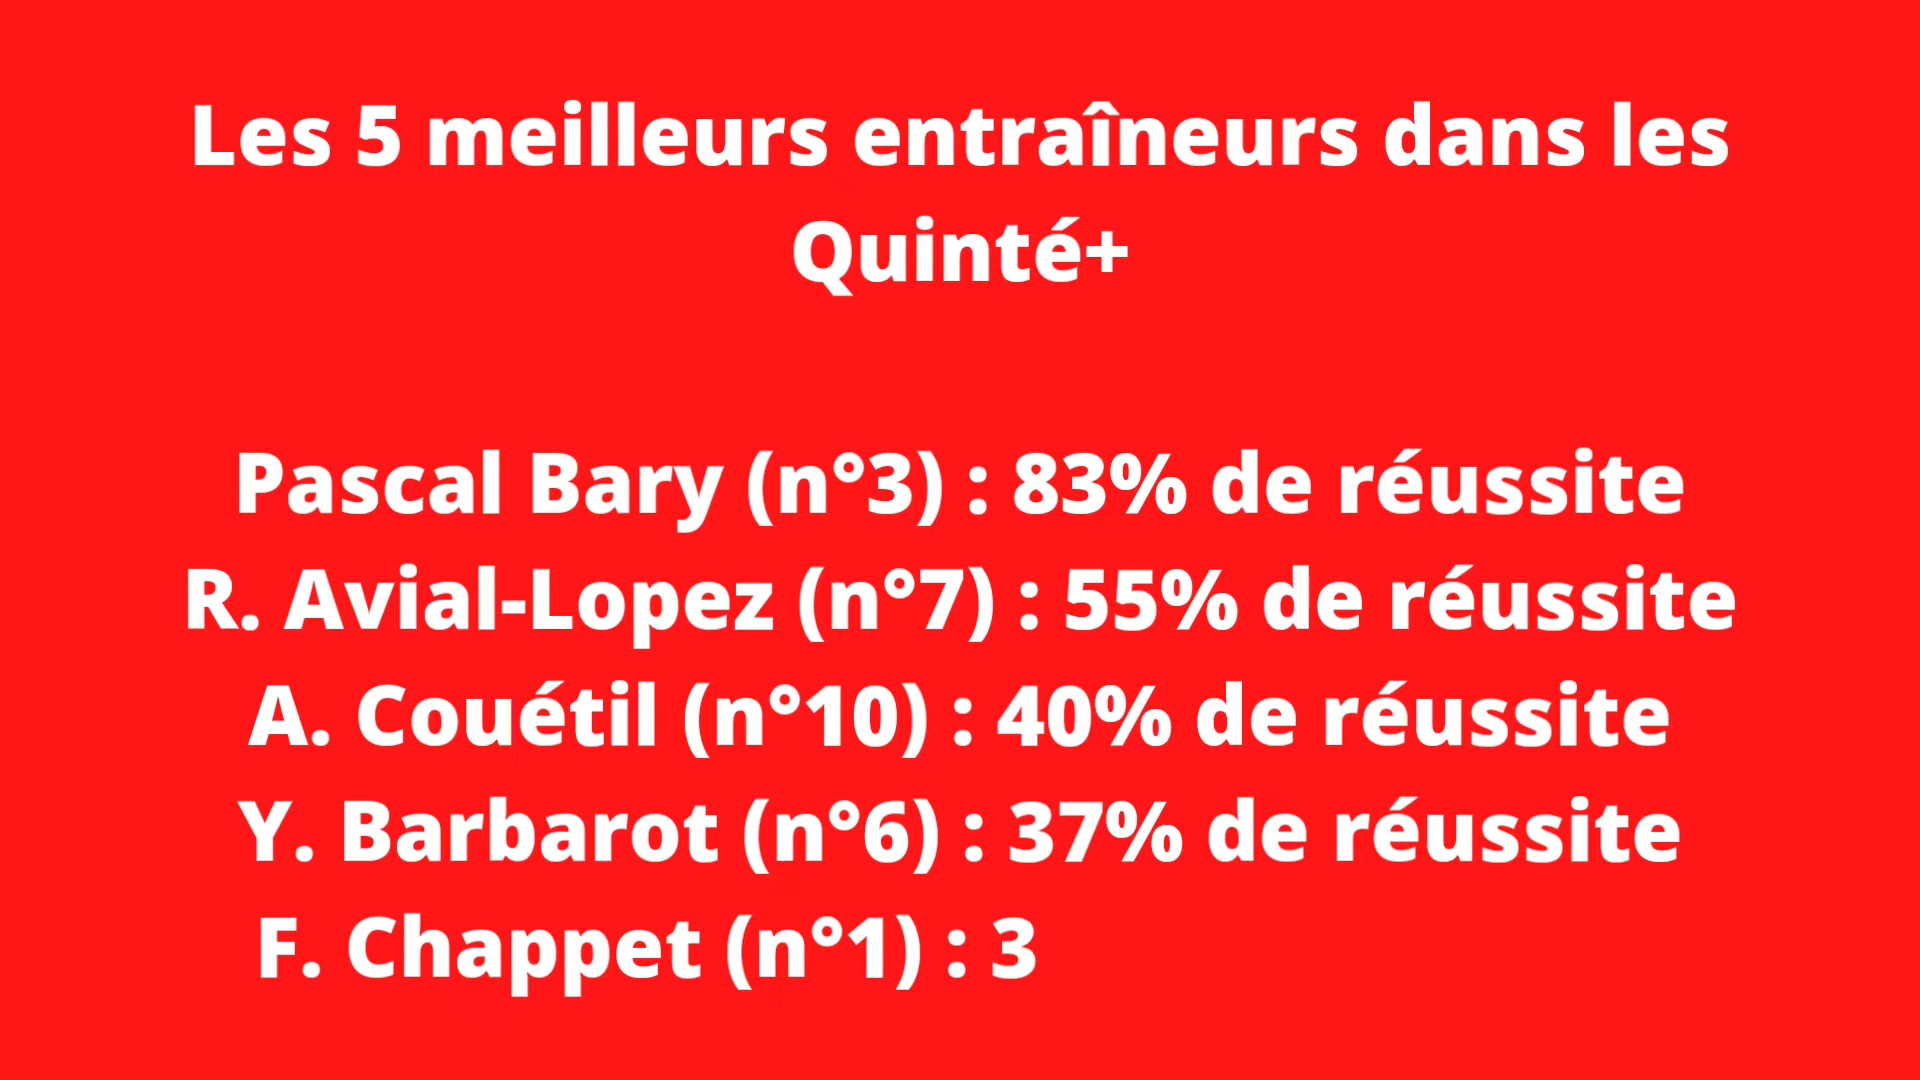 Les 5 meilleurs entraîneurs dans les
Quinté+
Pascal Bary (n°3) : 83% de réussite
R. Avial-Lopez (n°7) : 55% de réussite
A. Couétil (n°10) : 40% de réussite
Y. Barbarot (n°6) : 37% de réussite
F. Chappet (n°1) : 3